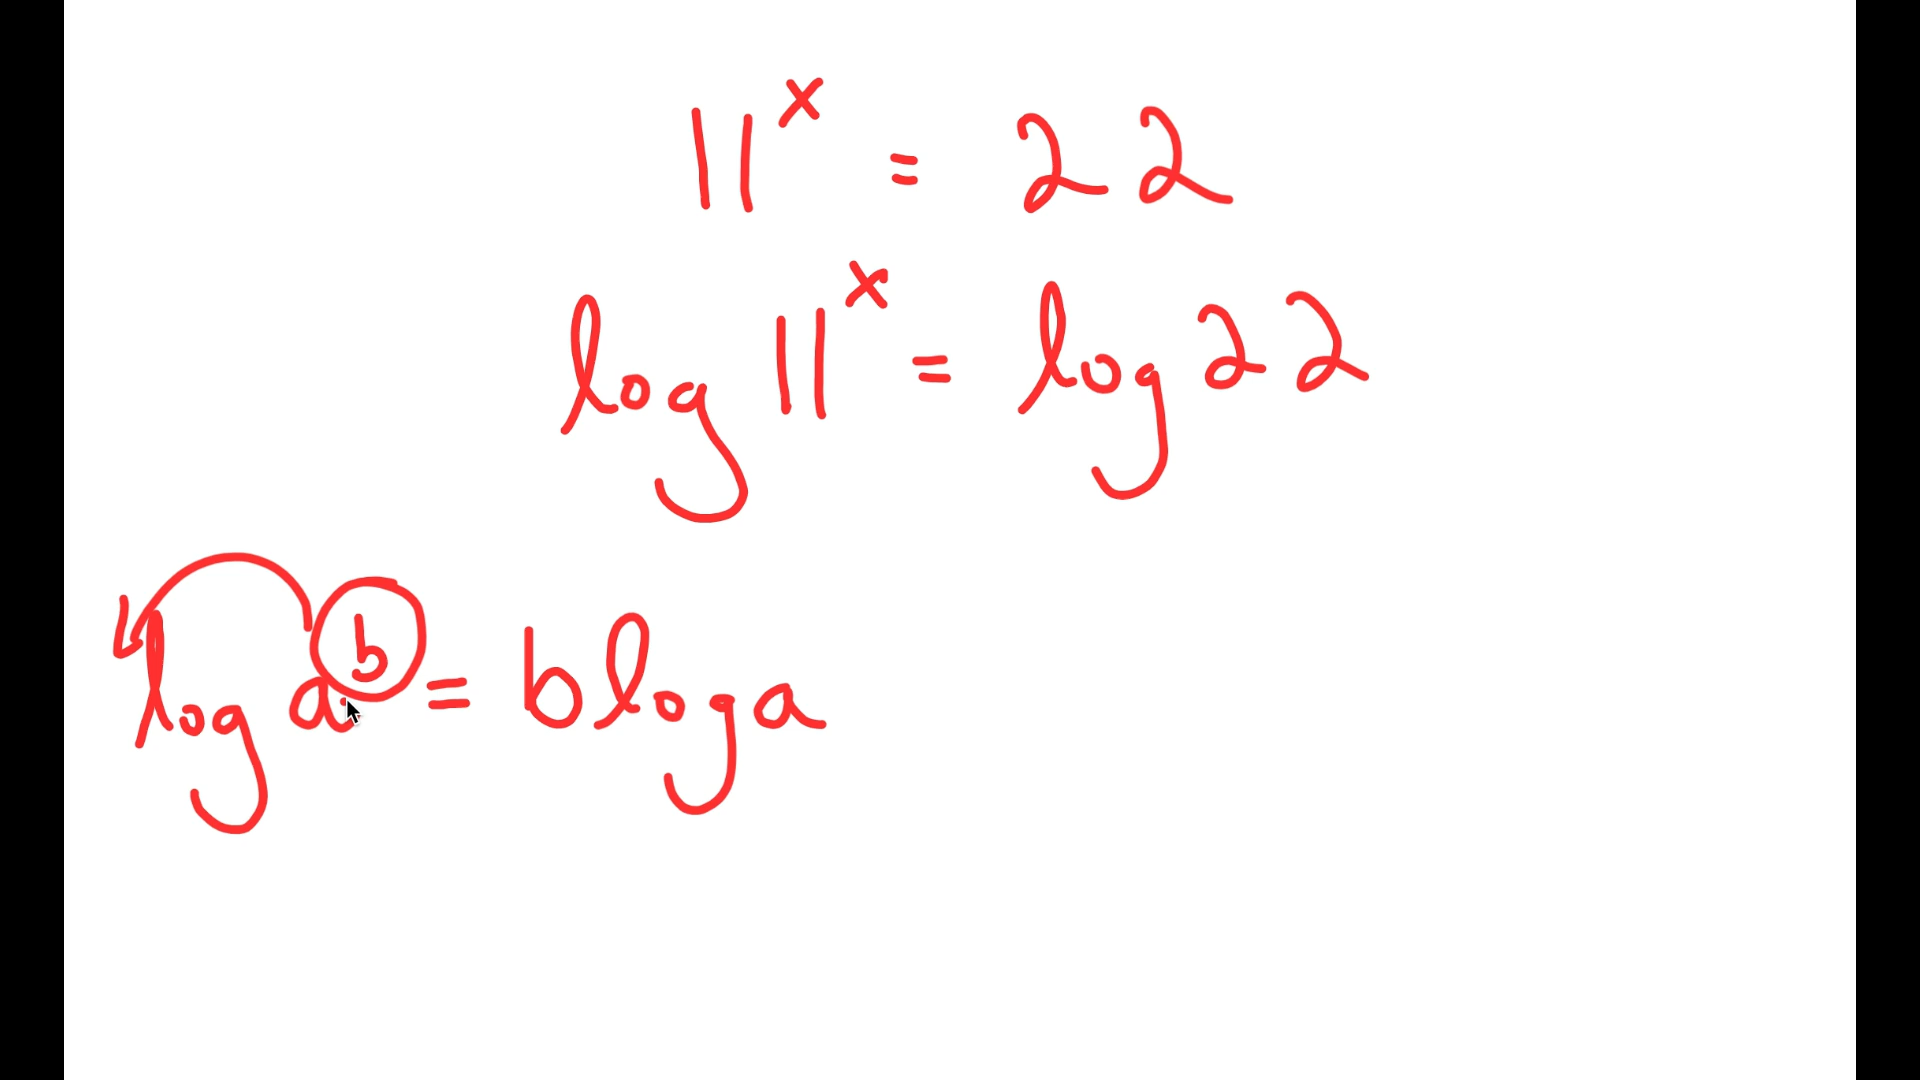 11^x = 22
log 11^x = log 22
log a^b = b log a